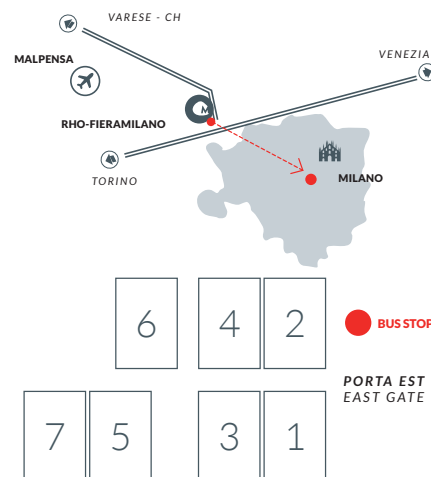 VARESE - CH
VENEZIA
MALPENSA
M
RHO-FIERAMILANO
TORINO
MILANO
6 4 2
BUS STOP
PORTA EST
EAST GATE
7 5 3 1